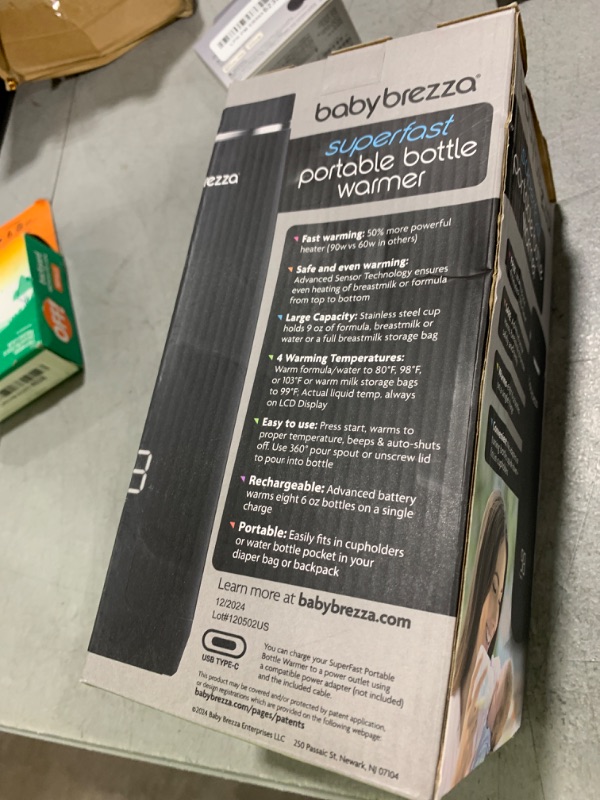 babybrezza
superfast
portable bottle
warmer
ezza
Fast warming: 50% more powerful
heater (90w vs 60w in others)
Safe and even warming:
Advanced Sensor Technology ensures
even heating of breastmilk or formula
from top to bottom
Large Capacity: Stainless steel cup
holds 9 oz of formula, breastmilk or
water or a full breastmilk storage bag
4 Warming Temperatures:
Warm formula/water to 80°F, 98°F,
or 103°F or warm milk storage bags
to 99°F; Actual liquid temp. always
on LCD Display
Easy to use: Press start, warms to
proper temperature, beeps & auto-shuts
off. Use 360° pour spout or unscrew lid
to pour into bottle
Rechargeable: Advanced battery
warms eight 6 oz bottles on a single
charge
Portable: Easily fits in cupholders
or water bottle pocket in your
diaper bag or backpack
Learn more at babybrezza.com
12/2024
Lot#120502US
USB TYPE-C
You can charge your SuperFast Portable
Bottle Warmer to a power outlet using
a compatible power adapter (not included)
and the included cable.
This product may be covered and/or protected by patent application,
or design registrations which are provided on the following webpage:
babybrezza.com/pages/patents
©2024 Baby Brezza Enterprises LLC 250 Passaic St. Newark, NJ 07104
OFF!